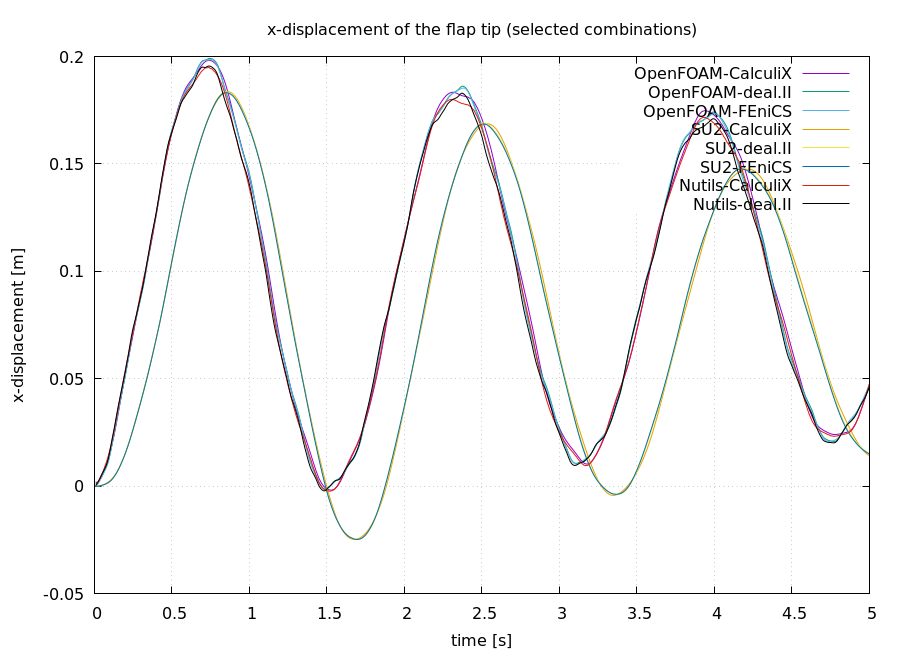 x-displacement of the flap tip (selected combinations)
OpenFOAM-CalculiX
OpenFOAM-deal.II
OpenFOAM-FEniCS
SU2-CalculiX
SU2-deal.II
SU2-FEniCS
Nutils-CalculiX
Nutils-deal.II
0.2
0.15
0.1
0.05
0
-0.05
x-displacement [m]
0 0.5 1 1.5 2 2.5 3 3.5 4 4.5 5
time [s]